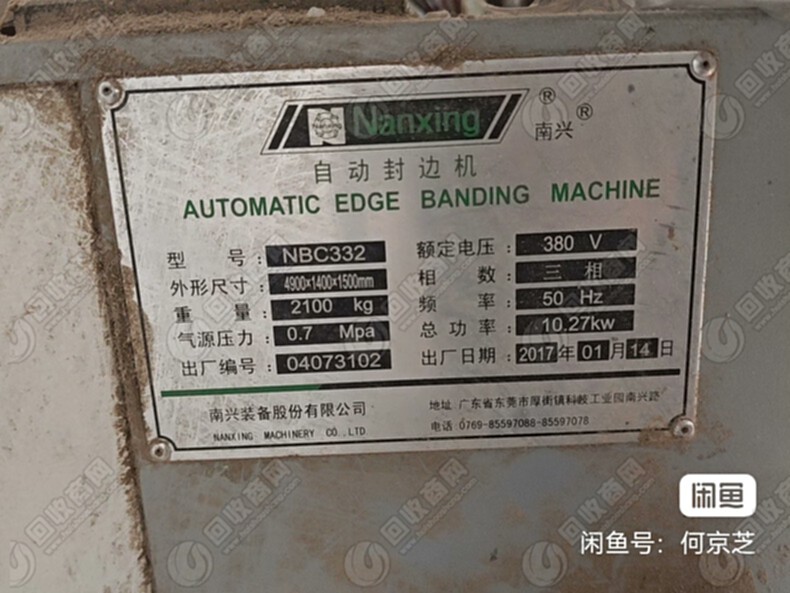 Nanxing ® 南兴 ®
自动封边机
AUTOMATIC EDGE BANDING MACHINE
型 号：NBC332 额定电压：380 V
外形尺寸：4900×1400×1500mm 相 数：三相
重 量：2100 kg 频 率：50 Hz
气源压力：0.7 Mpa 总功率：10.27kw
出厂编号：04073102 出厂日期：2017年01月14日
南兴装备股份有限公司 地址 广东省东莞市厚街镇科技工业园南兴路
NANXING MACHINERY CO.,LTD 电话 0769-85597088-85597078
闲鱼
闲鱼号：何京芝
回收商网